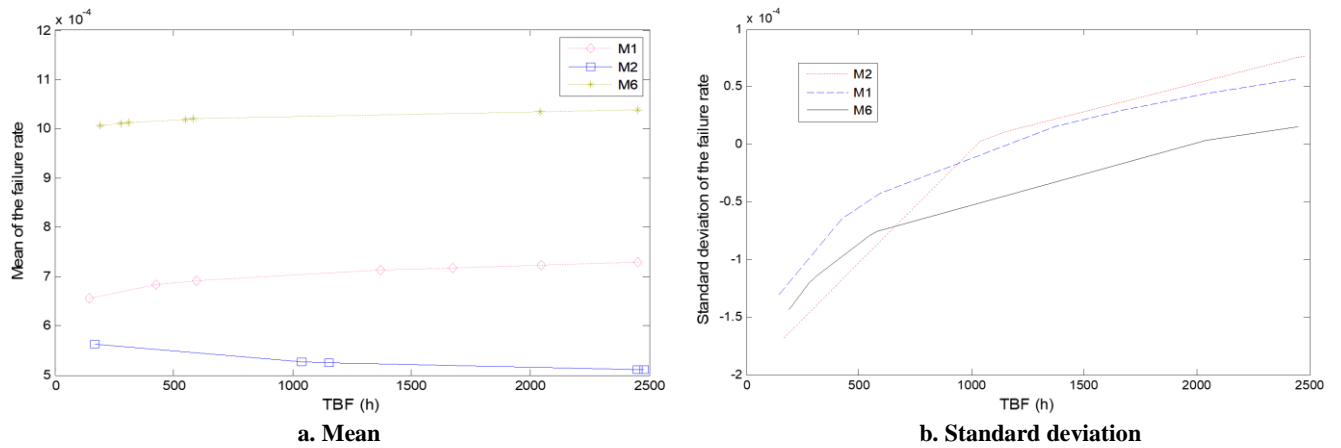 x 10⁻⁴
12
11
10
9
8
7
6
5
0
500
1000
1500
2000
2500
Mean of the failure rate
TBF (h)
M1
M2
M6
a. Mean
x 10⁻⁴
1
0.5
0
-0.5
-1
-1.5
-2
0
500
1000
1500
2000
2500
Standard deviation of the failure rate
TBF (h)
M2
M1
M6
b. Standard deviation